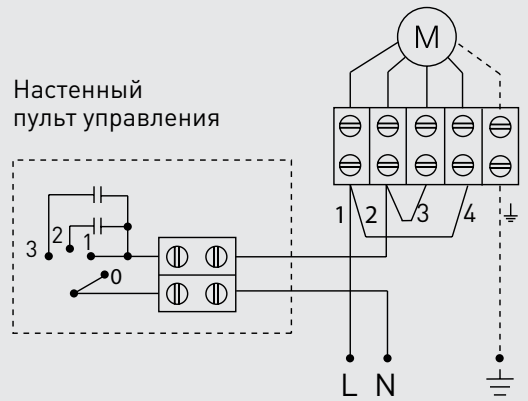 M
Настенный
пульт управления
1 2 3 4
3 2 1 0
L N